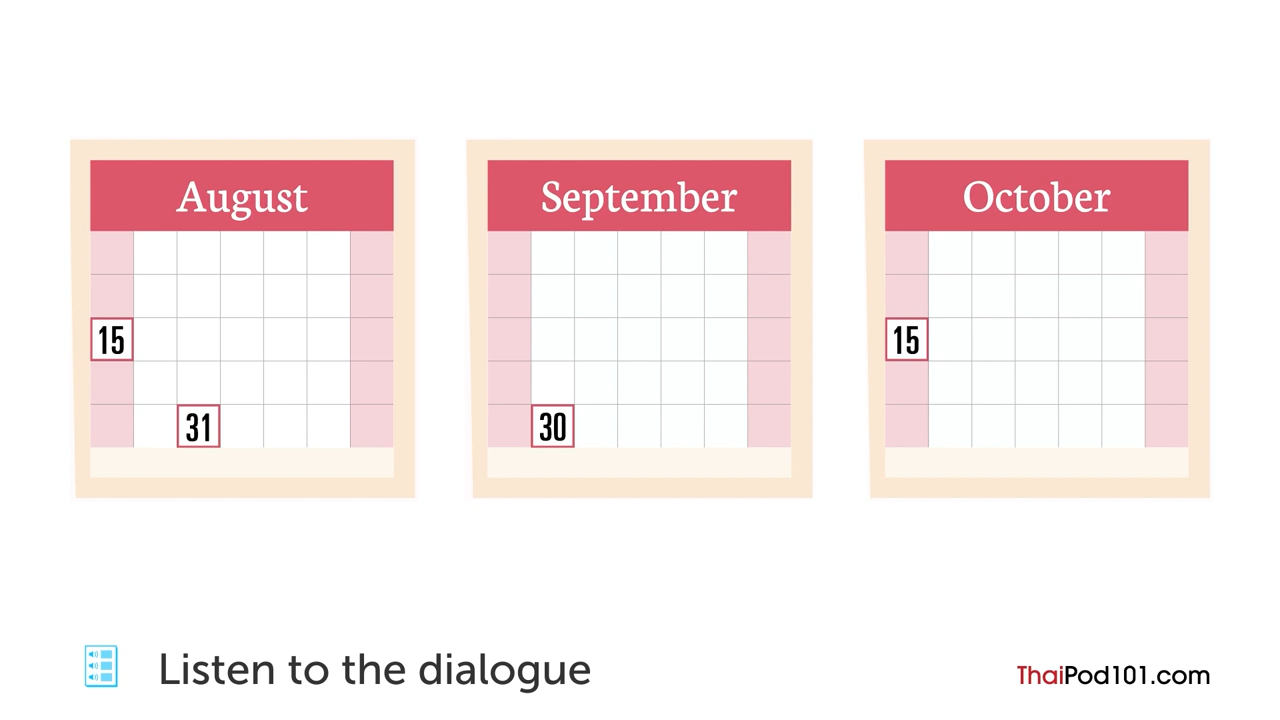 August
September
October
15
15
31
30
Listen to the dialogue
ThaiPod101.com